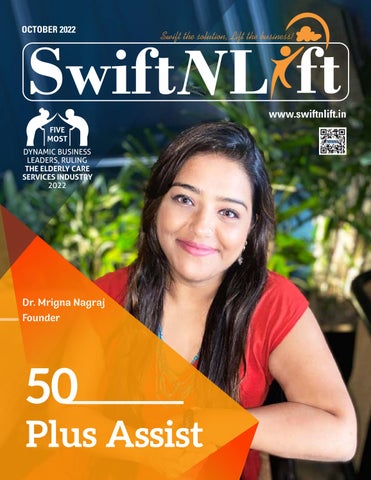 OCTOBER 2022
Swift the solution, Lift the business!
SwiftNLift
www.swiftnlift.in
FIVE
MOST
DYNAMIC BUSINESS
LEADERS, RULING
THE ELDERLY CARE
SERVICES INDUSTRY
2022
Dr. Mrigna Nagraj
Founder
50
Plus Assist